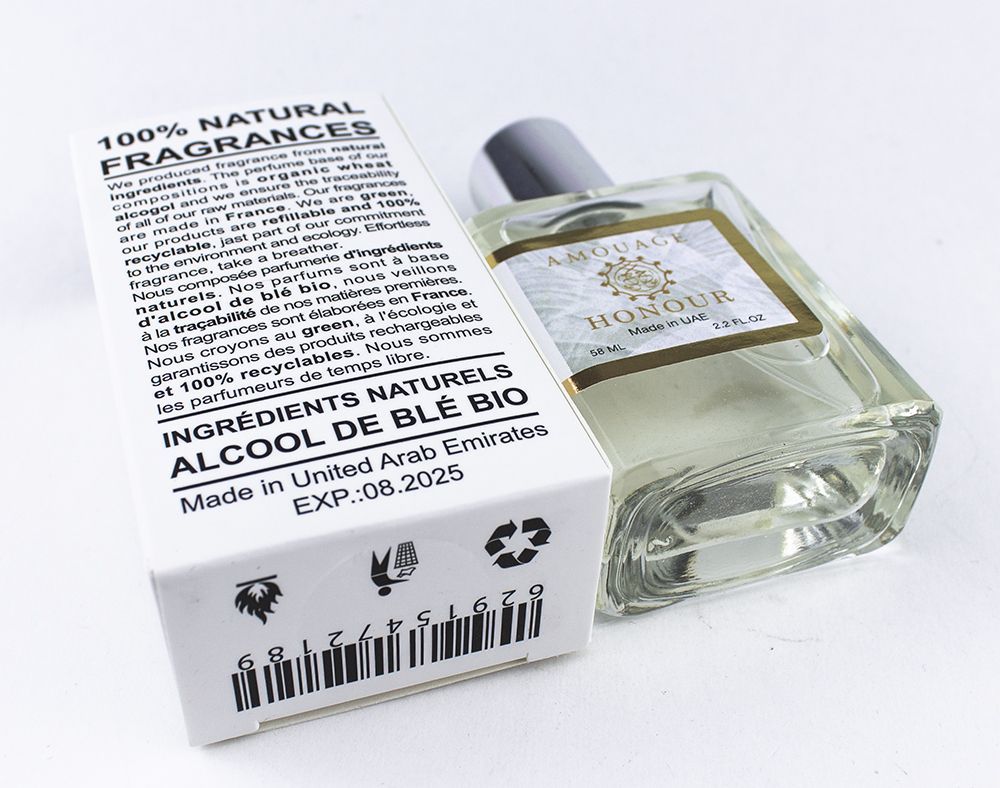 100% NATURAL
FRAGRANCES
We produced fragrance from natural
ingredients. The perfume base of our
compositions is organic wheat
alcogol and we ensure the traceability
of all of our raw materials. Our fragrances
are made in France. We are green,
our products are refillable and 100%
recyclable, jast part of our commitment
to the environment and ecology. Effortless
fragrance, take a breather.
Nous composée parfumerie d'ingrédients
naturels. Nos parfums sont à base
d'alcool de blé bio, nous veillons
à la traçabilité de nos matières premières.
Nos fragrances sont élaborées en France.
Nous croyons au green, à l'écologie et
garantissons des produits rechargeables
et 100% recyclables. Nous sommes
les parfumeurs de temps libre.
INGRÉDIENTS NATURELS
ALCOOL DE BLÉ BIO
Made in United Arab Emirates
EXP.:08.2025
62915472189
AMOUAGE
HONOUR
Made in UAE
58 ML
2.2 FL.OZ